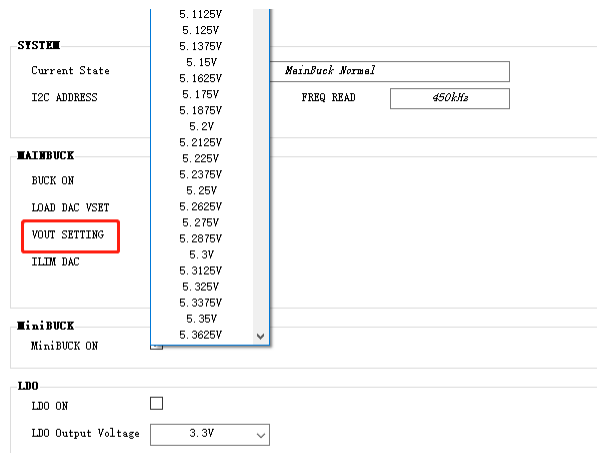 5.1125V
5.125V
5.1375V
5.15V
5.1625V
5.175V
5.1875V
5.2V
5.2125V
5.225V
5.2375V
5.25V
5.2625V
5.275V
5.2875V
5.3V
5.3125V
5.325V
5.3375V
5.35V
5.3625V
SYSTEM
Current State MainBuck Normal
I2C ADDRESS FREQ READ 450kHz
MAINBUCK
BUCK ON
LOAD DAC VSET
VOUT SETTING
ILIM DAC
MiniBUCK
MiniBUCK ON
LDO
LDO ON
LDO Output Voltage 3.3V